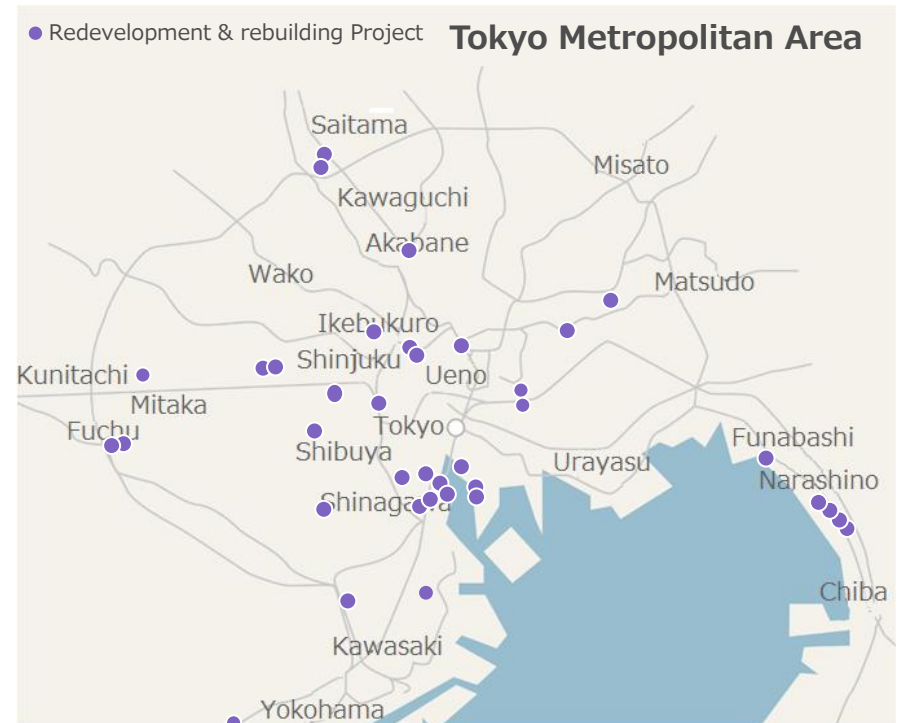 Redevelopment & rebuilding Project
Tokyo Metropolitan Area
Saitama
Misato
Kawaguchi
Akabane
Wako
Matsudo
Ikebukuro
Shinjuku
Kunitachi
Ueno
Mitaka
Tokyo
Fuchu
Funabashi
Shibuya
Urayasu
Narashino
Shinagawa
Chiba
Kawasaki
Yokohama